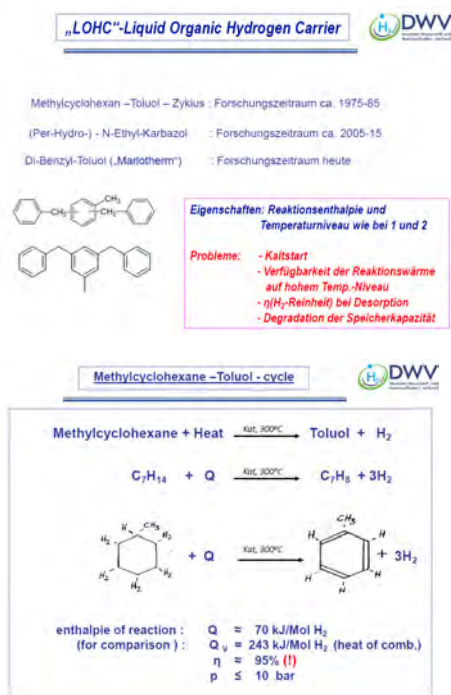 „LOHC“-Liquid Organic Hydrogen Carrier
DWV
Methylcyclohexan –Toluol – Zyklus : Forschungszeitraum ca. 1975-85
(Per-Hydro-) - N-Ethyl-Karbazol : Forschungszeitraum ca. 2005-15
Di-Benzyl-Toluol („Marlotherm“) : Forschungszeitraum heute
CH₃
CH₂ CH₂
Eigenschaften: Reaktionsenthalpie und
Temperaturniveau wie bei 1 und 2
Probleme: - Kaltstart
- Verfügbarkeit der Reaktionswärme
auf hohem Temp.-Niveau
- η(H₂-Reinheit) bei Desorption
- Degradation der Speicherkapazität
DWV
Methylcyclohexane –Toluol - cycle
Methylcyclohexane + Heat Kat, 300°C Toluol + H₂
C₇H₁₄ + Q Kat, 300°C C₇H₈ + 3H₂
H CH₃ CH₃
H₂ H₂ H H
+ Q Kat, 300°C + 3H₂
H₂ H₂ H H
H₂ H
enthalpie of reaction : Q ≈ 70 kJ/Mol H₂
(for comparison ) : Qᵥ = 243 kJ/Mol H₂ (heat of comb.)
η ≈ 95% (!)
p ≤ 10 bar